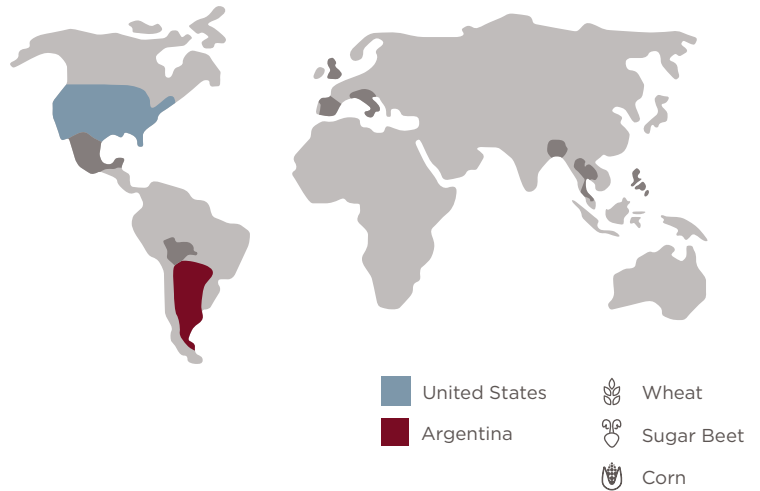 United States
Argentina
Wheat
Sugar Beet
Corn